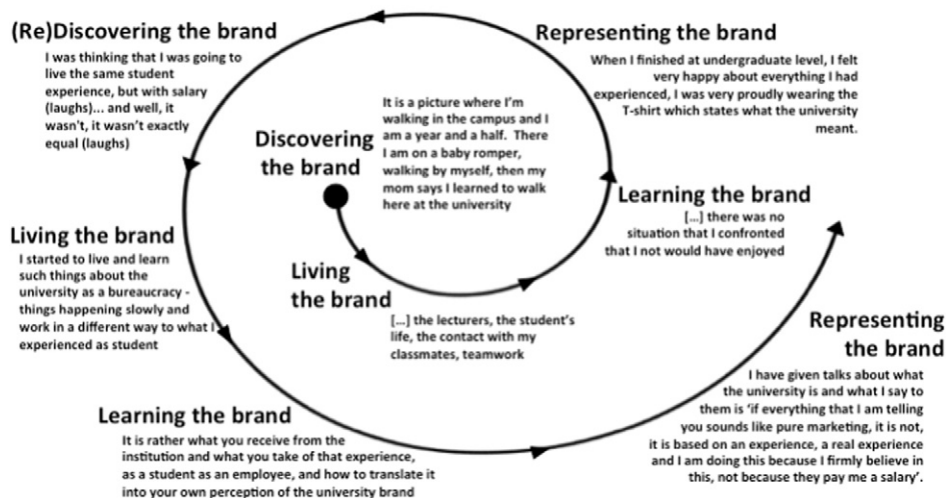 Discovering
the brand
It is a picture where I'm
walking in the campus and I
am a year and a half.  There
I am on a baby romper,
walking by myself, then my
mom says I learned to walk
here at the university
Living
the brand
[...] the lecturers, the student's
life, the contact with my
classmates, teamwork
Learning the brand
[...] there was no
situation that I confronted
that I not would have enjoyed
Representing the brand
When I finished at undergraduate level, I felt
very happy about everything I had
experienced, I was very proudly wearing the
T-shirt which states what the university
meant.
(Re)Discovering the brand
I was thinking that I was going to
live the same student
experience, but with salary
(laughs)... and well, it
wasn't, it wasn't exactly
equal (laughs)
Living the brand
I started to live and learn
such things about the
university as a bureaucracy -
things happening slowly and
work in a different way to what I
experienced as student
Learning the brand
It is rather what you receive from the
institution and what you take of that experience,
as a student as an employee, and how to translate it
into your own perception of the university brand
Representing
the brand
I have given talks about what
the university is and what I say to
them is 'if everything that I am telling
you sounds like pure marketing, it is not,
it is based on an experience, a real experience
and I am doing this because I firmly believe in
this, not because they pay me a salary'.